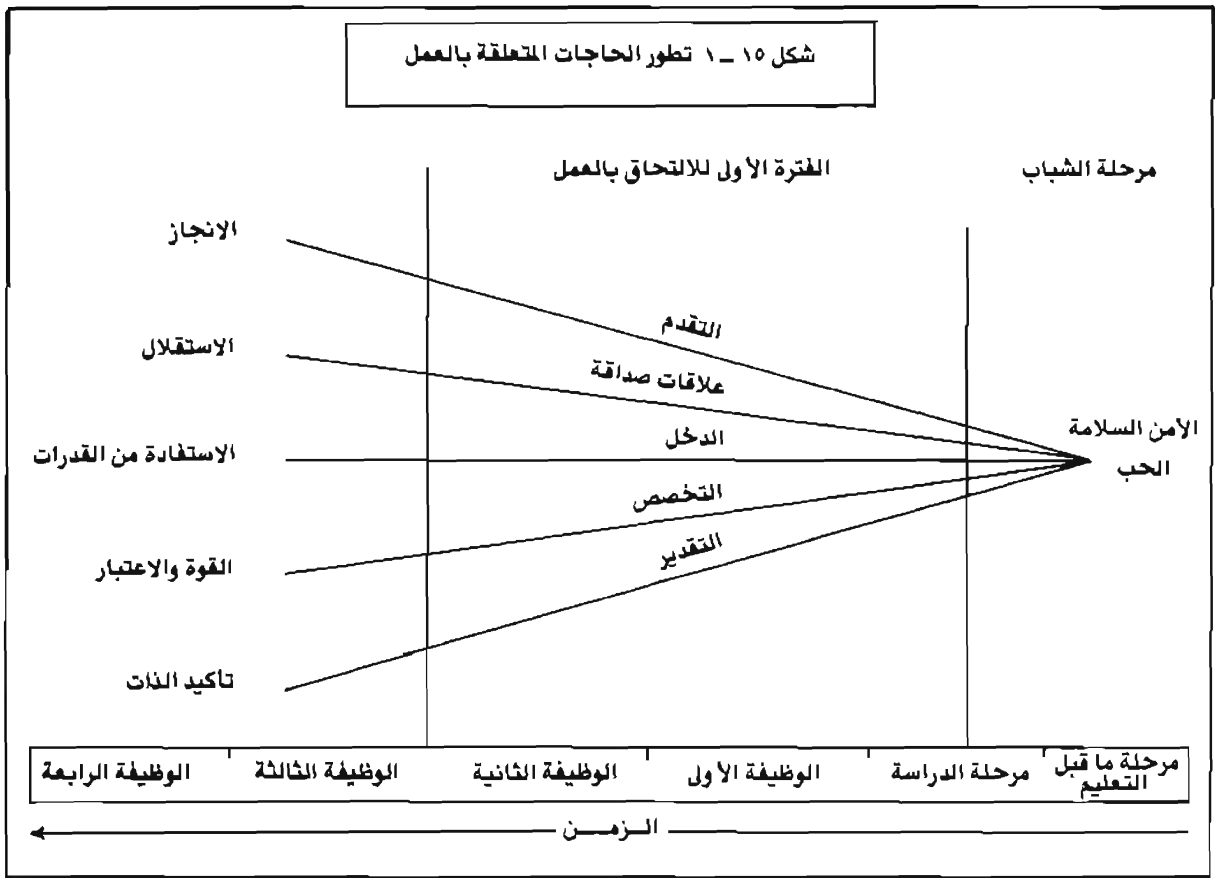 شكل ١٥ – ١ تطور الحاجات المتعلقة بالعمل
مرحلة الشباب
الفترة الأولى للالتحاق بالعمل
الانجاز
التقدم
الاستقلال
علاقات صداقة
الأمن السلامة
الحب
الدخل
الاستفادة من القدرات
التخصص
التقدير
القوة والاعتبار
تأكيد الذات
مرحلة ما قبل
التعليم
مرحلة الدراسة
الوظيفة الأولى
الوظيفة الثانية
الوظيفة الثالثة
الوظيفة الرابعة
الـزمـــن